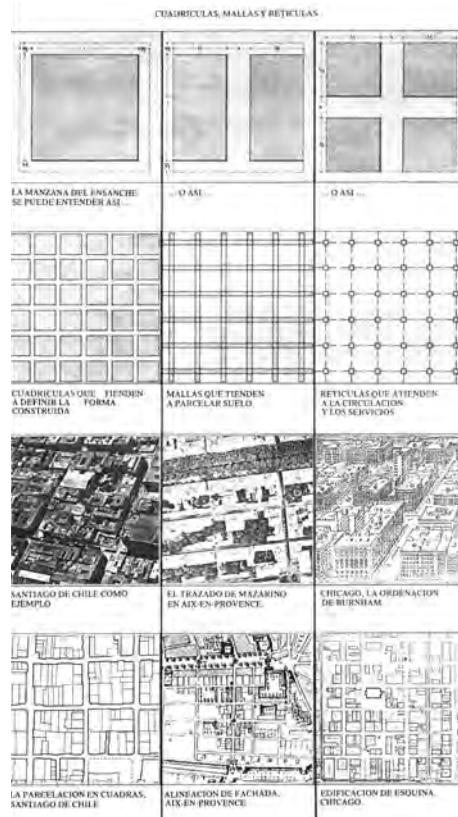 CUADRICULAS, MALLAS Y RETICULAS
LA MANZANA DEL ENSANCHE
SE PUEDE ENTENDER ASI ...
... O ASI ...
... O ASI ...
CUADRICULAS QUE TIENDEN
A DEFINIR LA FORMA
CONSTRUIDA
MALLAS QUE TIENDEN
A PARCELAR SUELO
RETICULAS QUE ATIENDEN
A LA CIRCULACION
Y LOS SERVICIOS
SANTIAGO DE CHILE COMO
EJEMPLO
EL TRAZADO DE MAZARINO
EN AIX-EN-PROVENCE.
CHICAGO, LA ORDENACION
DE BURNHAM.
LA PARCELACION EN CUADRAS,
SANTIAGO DE CHILE
ALINEACION DE FACHADA,
AIX-EN-PROVENCE
EDIFICACION DE ESQUINA,
CHICAGO.